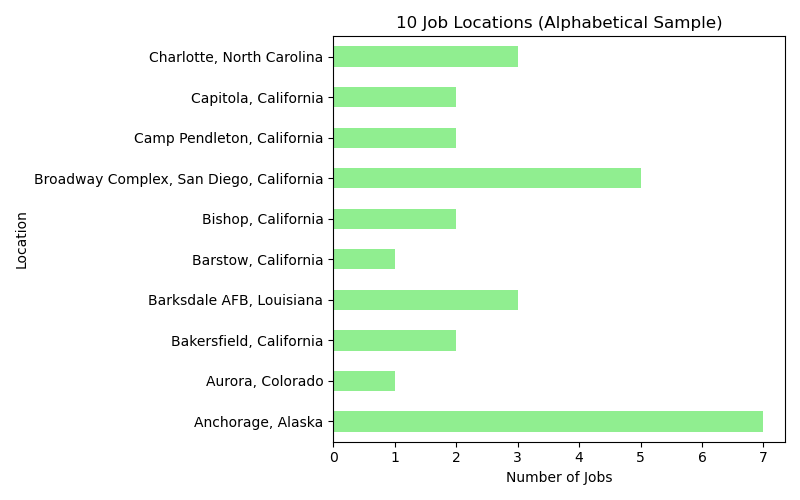 10 Job Locations (Alphabetical Sample)
Charlotte, North Carolina
Capitola, California
Camp Pendleton, California
Broadway Complex, San Diego, California
Bishop, California
Barstow, California
Barksdale AFB, Louisiana
Bakersfield, California
Aurora, Colorado
Anchorage, Alaska
Location
0 1 2 3 4 5 6 7
Number of Jobs